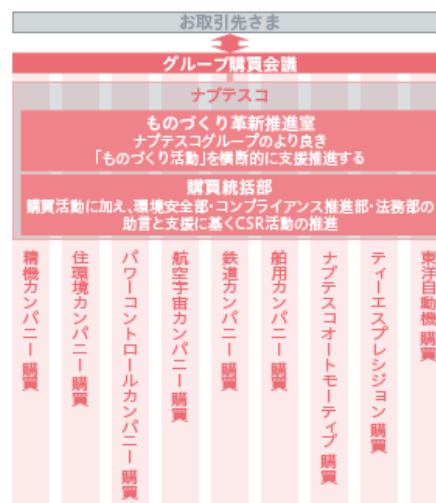 お取引先さま
グループ購買会議
ナブテスコ
ものづくり革新推進室
ナブテスコグループのより良き
「ものづくり活動」を横断的に支援推進する
購買統括部
購買活動に加え、環境安全部・コンプライアンス推進部・法務部の
助言と支援に基くCSR活動の推進
精機カンパニー 購買
住環境カンパニー 購買
パワーコントロールカンパニー 購買
航空宇宙カンパニー 購買
鉄道カンパニー 購買
舶用カンパニー 購買
ナブテスコオートモーティブ 購買
ティーエスプレシジョン 購買
東洋自動機 購買